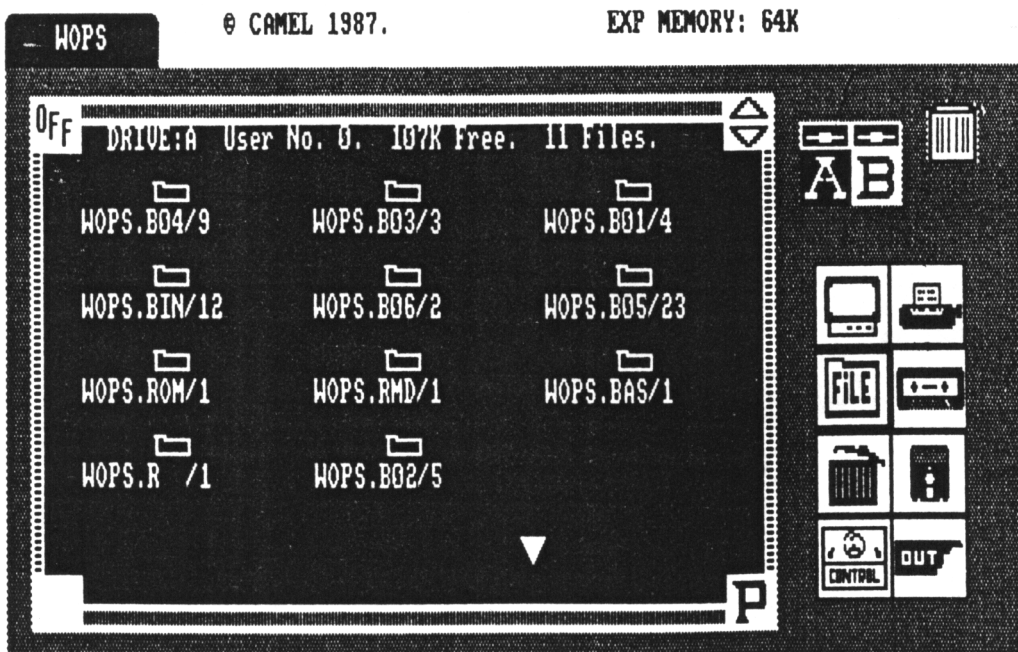 WOPS
© CAMEL 1987.
EXP MEMORY: 64K
OFF
DRIVE:A User No. 0. 107K Free. 11 Files.
A B
WOPS.B04/9 WOPS.B03/3 WOPS.B01/4
WOPS.BIN/12 WOPS.B06/2 WOPS.B05/23
FiLE
WOPS.ROM/1 WOPS.RMD/1 WOPS.BAS/1
WOPS.R /1 WOPS.B02/5
CONTROL
OUT
P